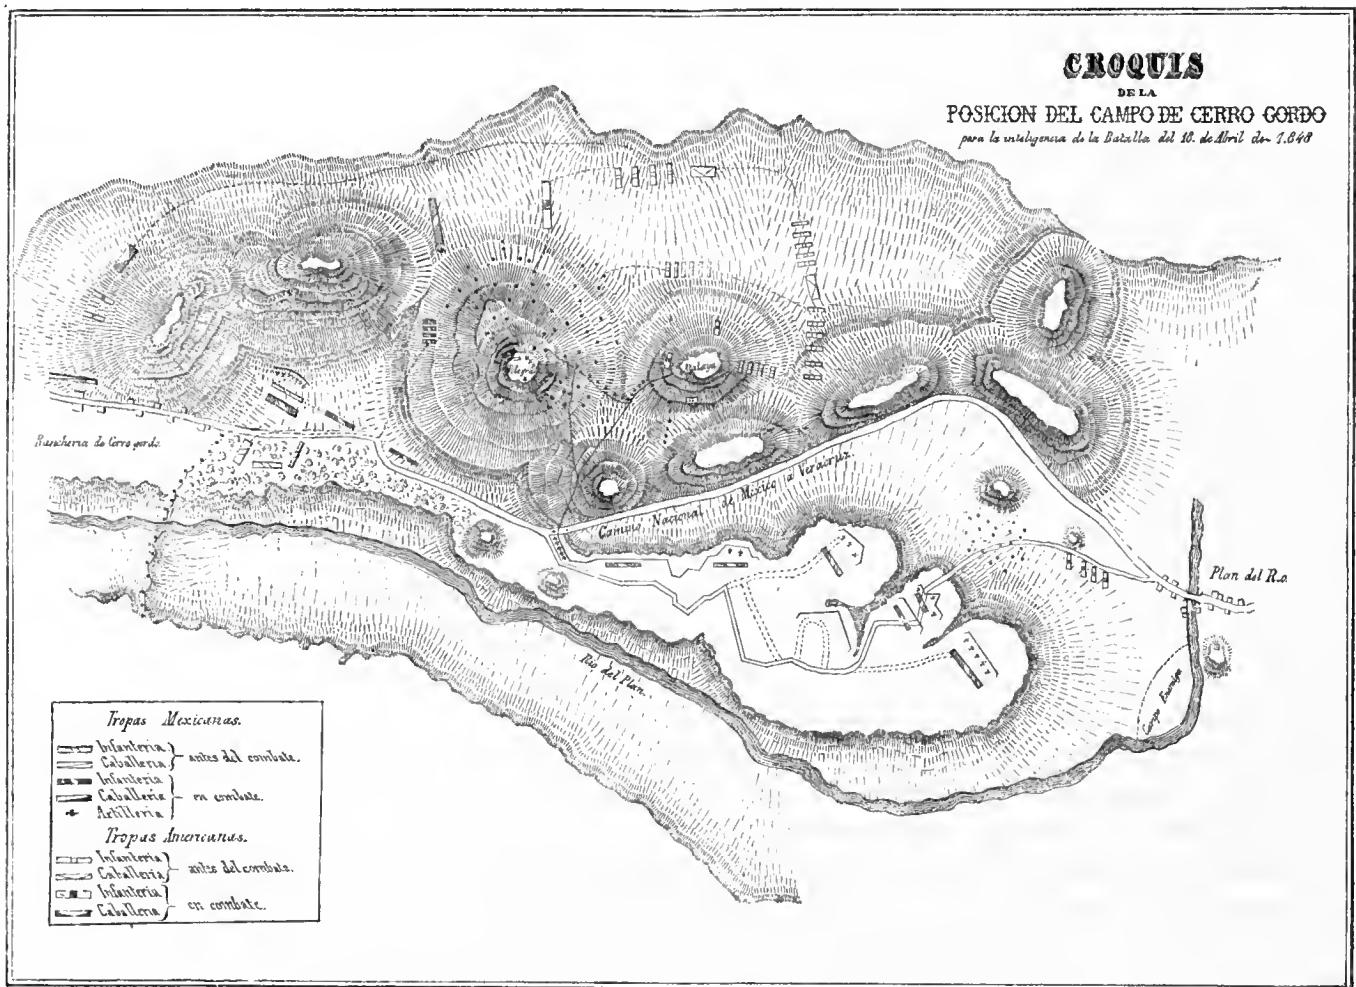 CROQUIS
DE LA
POSICION DEL CAMPO DE CERRO GORDO
para la inteligencia de la Batalla del 18. de Abril de 1.848
Rancheria de Cerro gordo.
Camino Nacional de México a Veracruz.
Plan del R.o
Rio del Plan.
Campo Enemigo
Tropas Mexicanas.
Infanteria
Caballeria
antes del combate.
Infanteria
Caballeria
Artilleria
en combate.
Tropas Americanas.
Infanteria
Caballeria
antes del combate.
Infanteria
Caballeria
en combate.